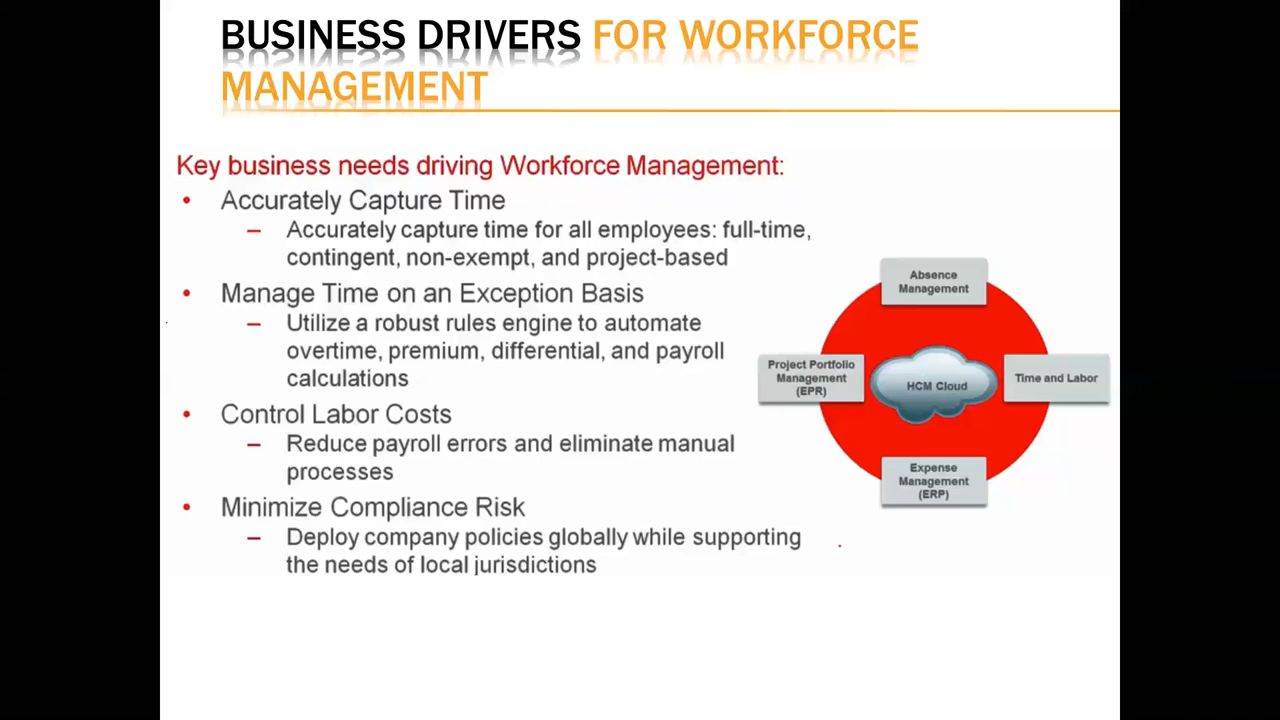 BUSINESS DRIVERS FOR WORKFORCE
MANAGEMENT
Key business needs driving Workforce Management:
• Accurately Capture Time
– Accurately capture time for all employees: full-time,
contingent, non-exempt, and project-based
• Manage Time on an Exception Basis
– Utilize a robust rules engine to automate
overtime, premium, differential, and payroll
calculations
• Control Labor Costs
– Reduce payroll errors and eliminate manual
processes
• Minimize Compliance Risk
– Deploy company policies globally while supporting
the needs of local jurisdictions
Absence
Management
Project Portfolio
Management
(EPR)
HCM Cloud
Time and Labor
Expense
Management
(ERP)